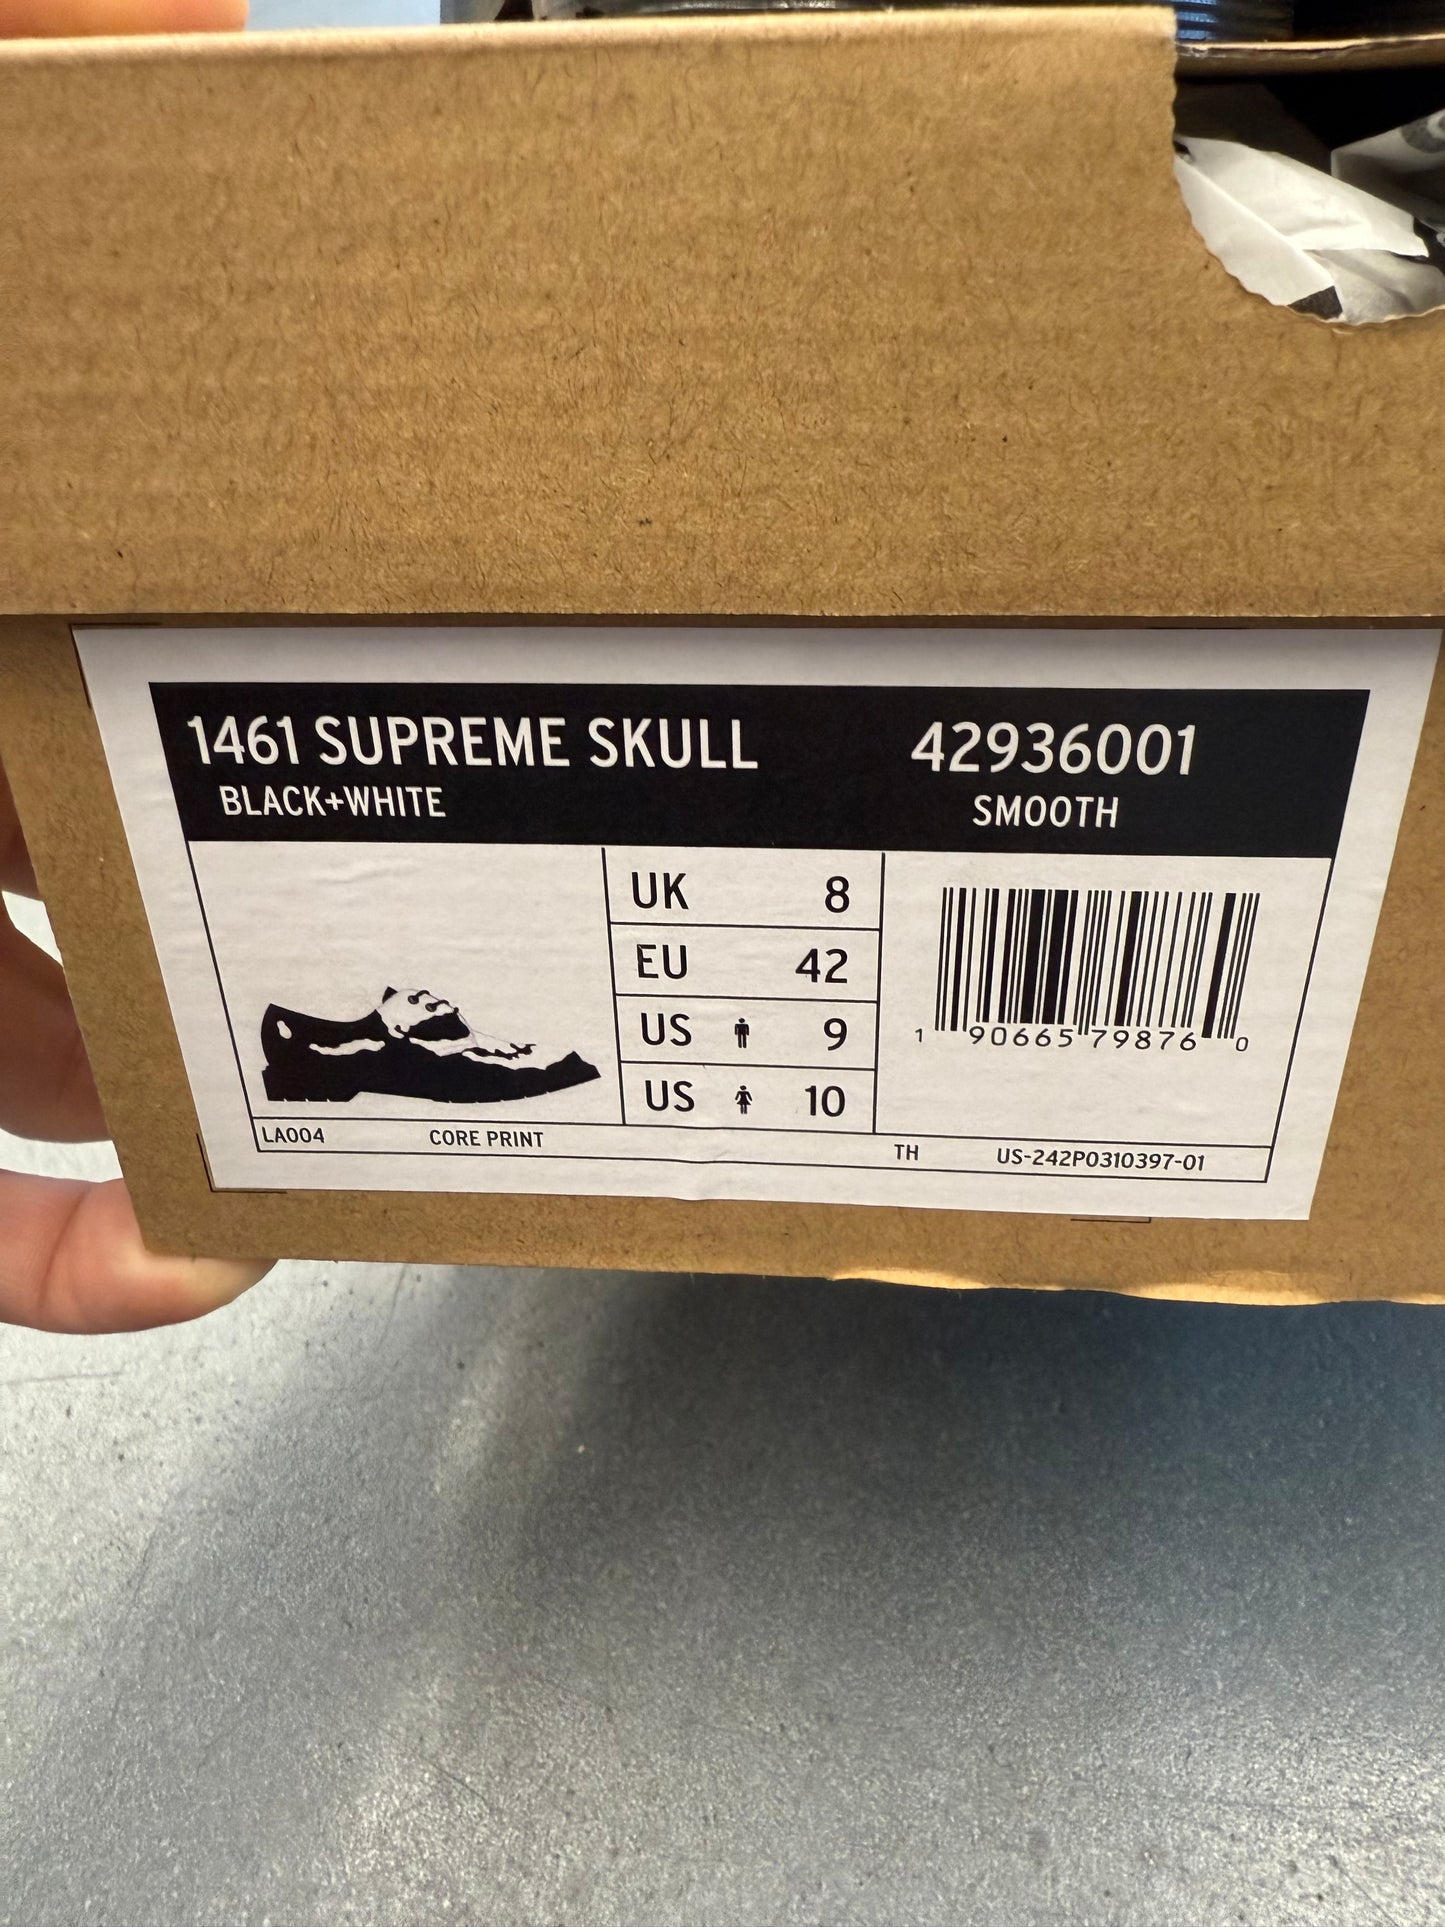 1461 SUPREME SKULL 42936001
BLACK+WHITE SMOOTH
UK 8
EU 42
US 9
US 10
1 90665 79876 0
LA004 CORE PRINT TH US-242P0310397-01